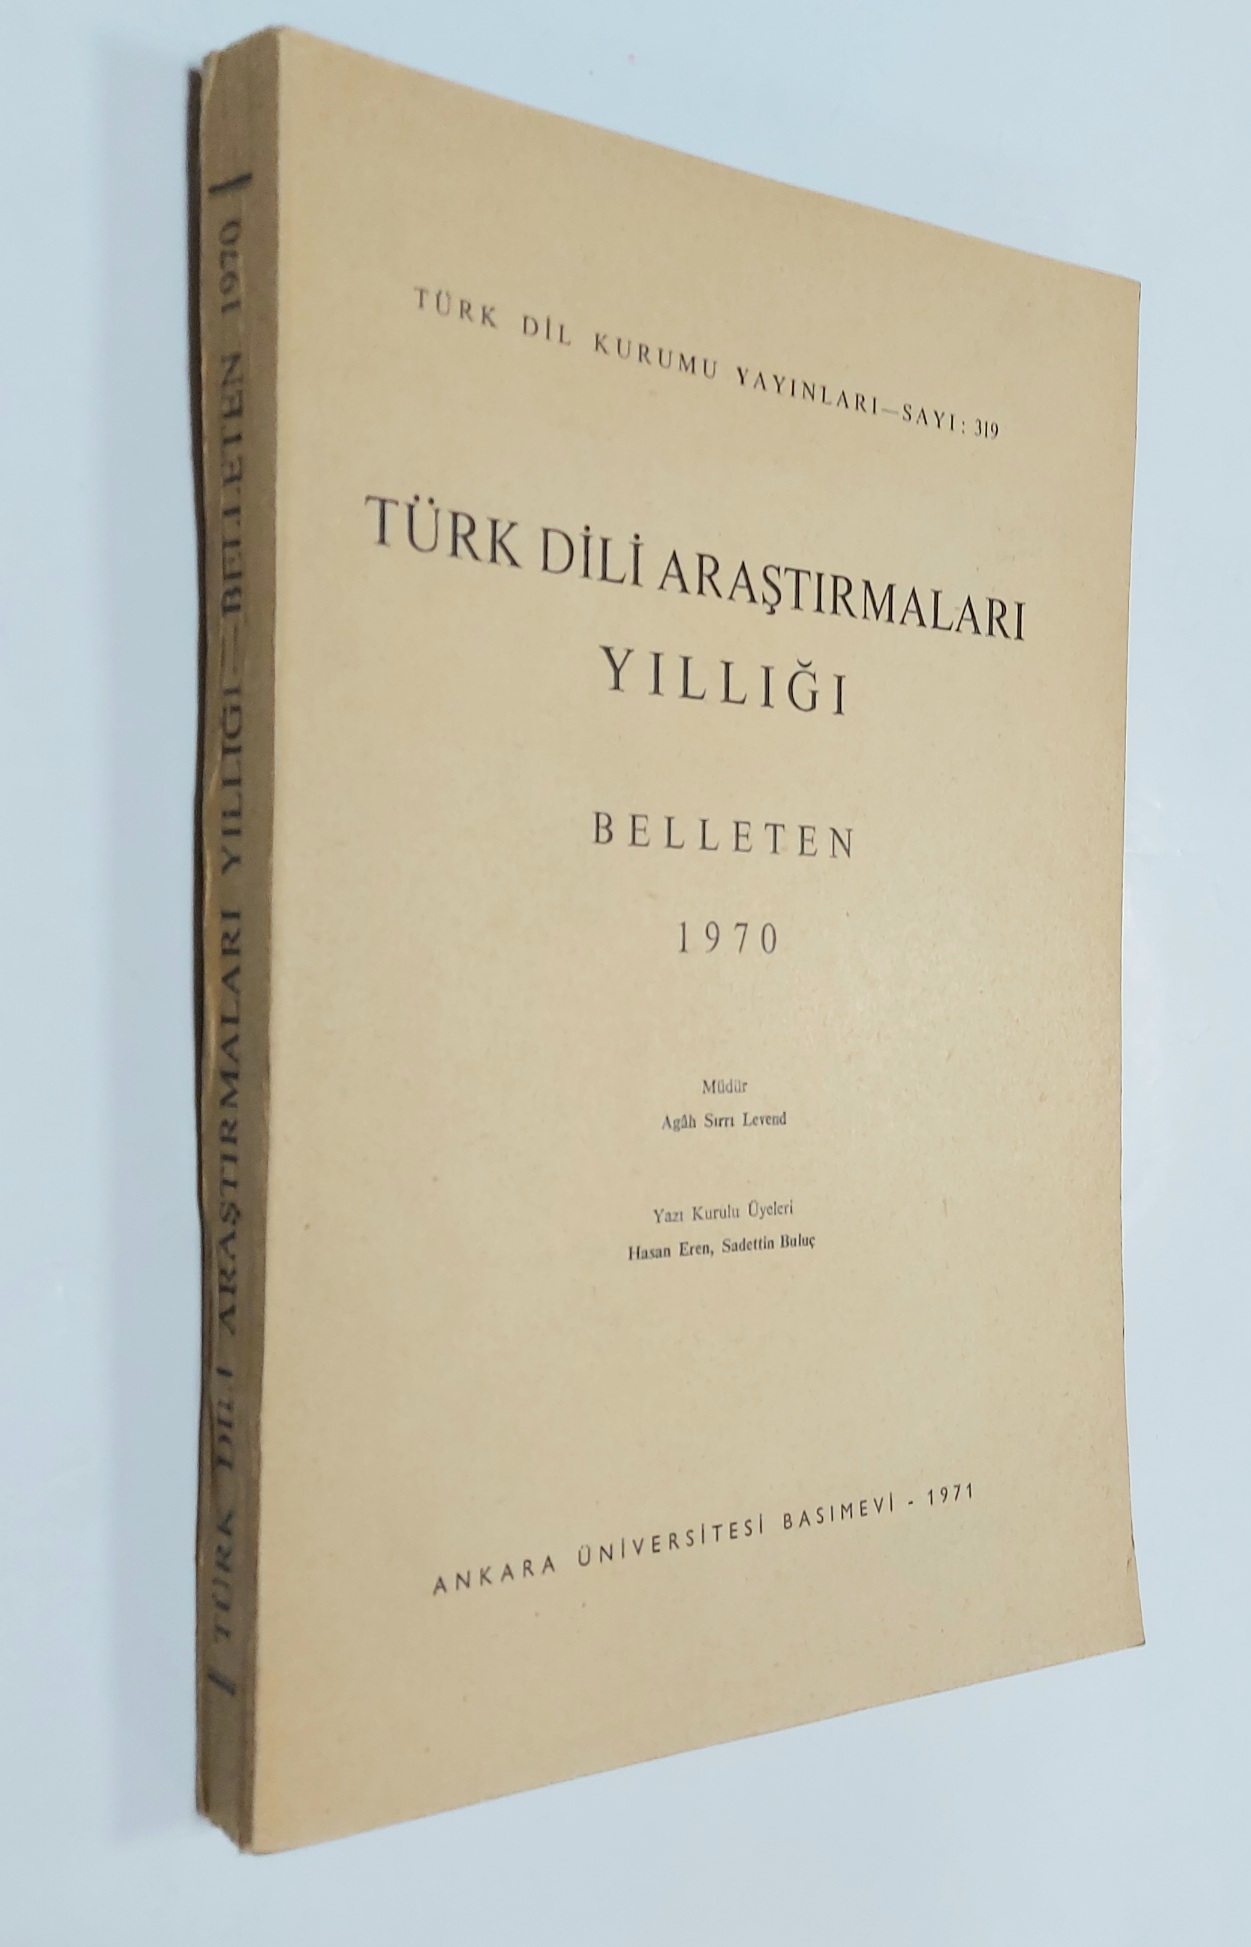 TÜRK DİLİ ARAŞTIRMALARI YILLIĞI—BELLETEN 1970
TÜRK DİL KURUMU YAYINLARI—SAYI: 319
TÜRK DİLİ ARAŞTIRMALARI
YILLIĞI
BELLETEN
1970
Müdür
Agâh Sırrı Levend
Yazı Kurulu Üyeleri
Hasan Eren, Sadettin Buluç
ANKARA ÜNİVERSİTESİ BASIMEVİ - 1971